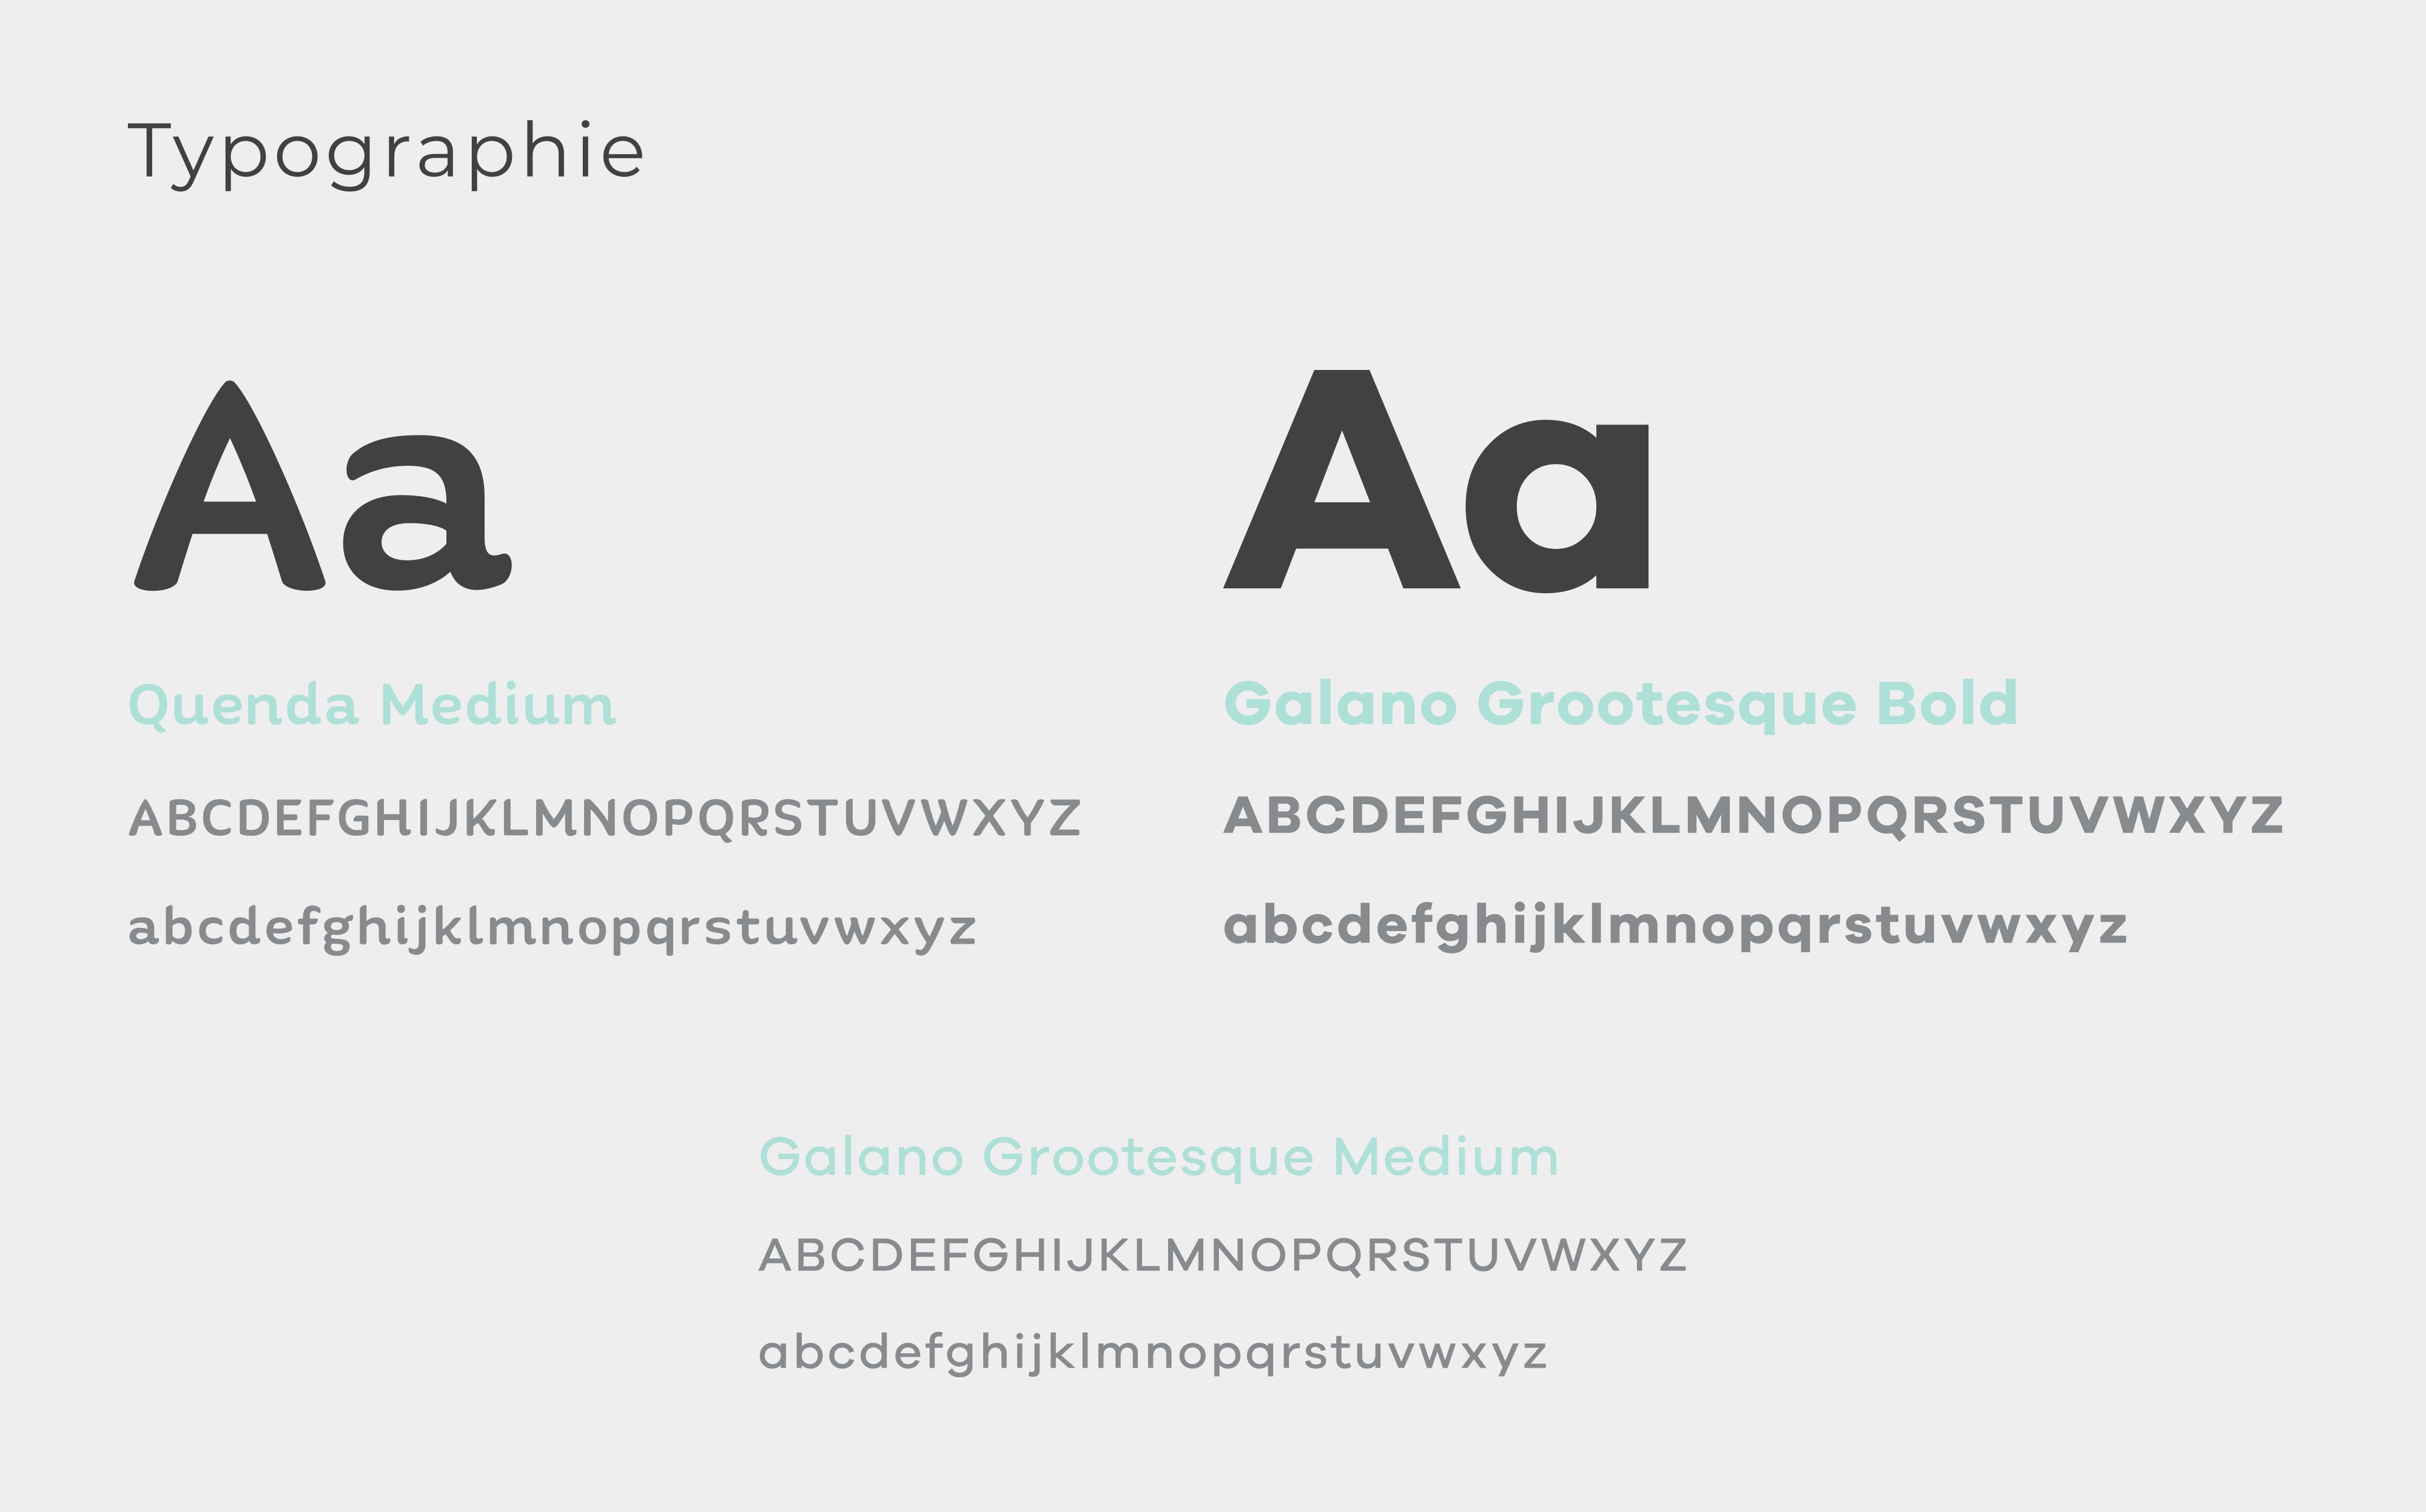 Typographie
Aa
Quenda Medium
ABCDEFGHIJKLMNOPQRSTUVWXYZ
abcdefghijklmnopqrstuvwxyz
Aa
Galano Grootesque Bold
ABCDEFGHIJKLMNOPQRSTUVWXYZ
abcdefghijklmnopqrstuvwxyz
Galano Grootesque Medium
ABCDEFGHIJKLMNOPQRSTUVWXYZ
abcdefghijklmnopqrstuvwxyz